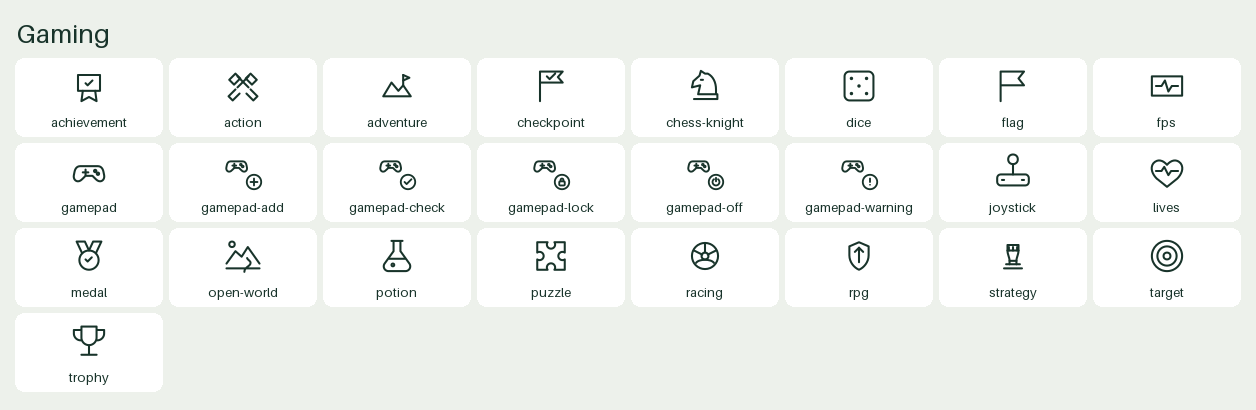 Gaming
achievement
action
adventure
checkpoint
chess-knight
dice
flag
fps
gamepad
gamepad-add
gamepad-check
gamepad-lock
gamepad-off
gamepad-warning
joystick
lives
medal
open-world
potion
puzzle
racing
rpg
strategy
target
trophy